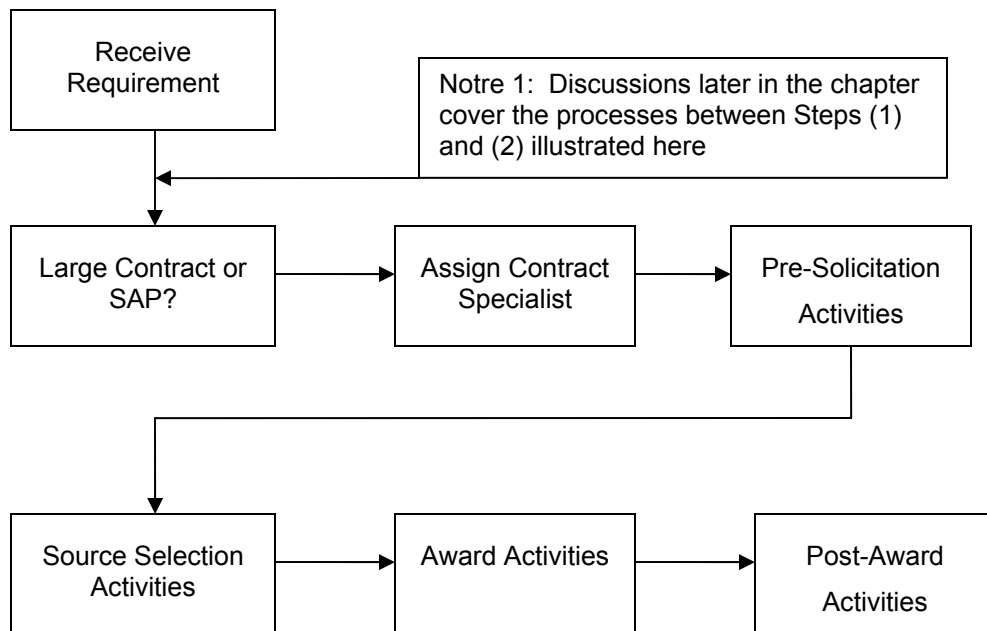 Receive
Requirement
Notre 1:  Discussions later in the chapter
cover the processes between Steps (1)
and (2) illustrated here
Large Contract or
SAP?
Assign Contract
Specialist
Pre-Solicitation
Activities
Source Selection
Activities
Award Activities
Post-Award
Activities